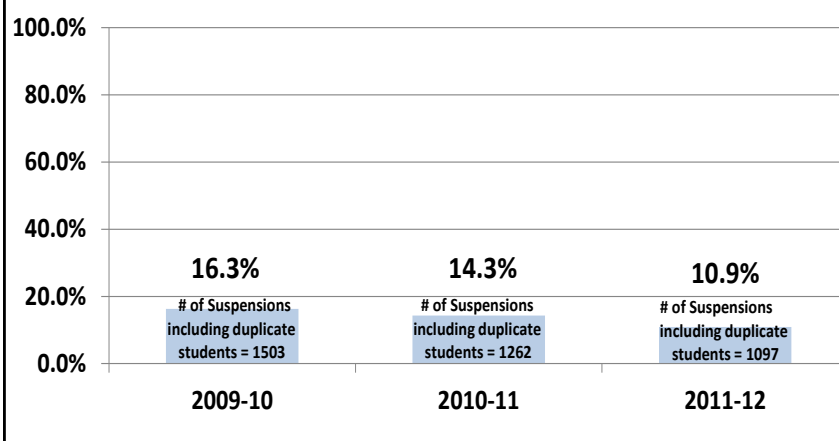 100.0%
80.0%
60.0%
40.0%
20.0%
0.0%
16.3%
# of Suspensions
including duplicate
students = 1503
14.3%
# of Suspensions
including duplicate
students = 1262
10.9%
# of Suspensions
including duplicate
students = 1097
2009-10
2010-11
2011-12